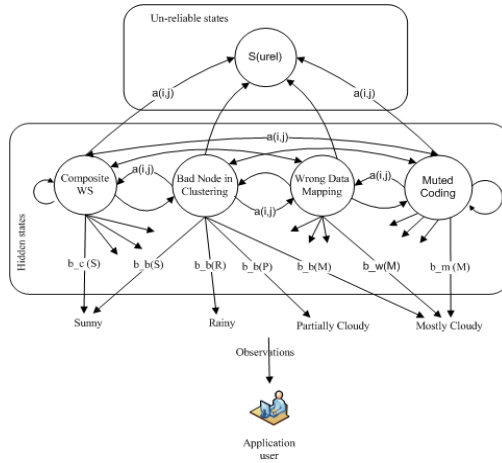 Un-reliable states
S(urel)
a(i,j)
a(i,j)
a(i,j)
Composite
WS
a(i,j)
Bad Node in
Clustering
a(i,j)
Wrong Data
Mapping
a(i,j)
Muted
Coding
Hidden states
b_c (S)
b_b(S)
b_b(R)
b_b(P)
b_b(M)
b_w(M)
b_m (M)
Sunny
Rainy
Partially Cloudy
Mostly Cloudy
Observations
Application
user